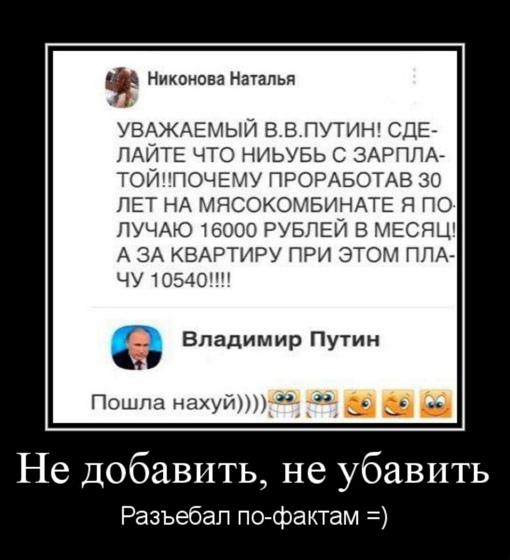 Никонова Наталья
УВАЖАЕМЫЙ В.В.ПУТИН! СДЕ-
ЛАЙТЕ ЧТО НИЬУБЬ С ЗАРПЛА-
ТОЙ!!ПОЧЕМУ ПРОРАБОТАВ 30
ЛЕТ НА МЯСОКОМБИНАТЕ Я ПО-
ЛУЧАЮ 16000 РУБЛЕЙ В МЕСЯЦ!
А ЗА КВАРТИРУ ПРИ ЭТОМ ПЛА-
ЧУ 10540!!!!
Владимир Путин
Пошла нахуй))))
Не добавить, не убавить
Разъебал по-фактам =)